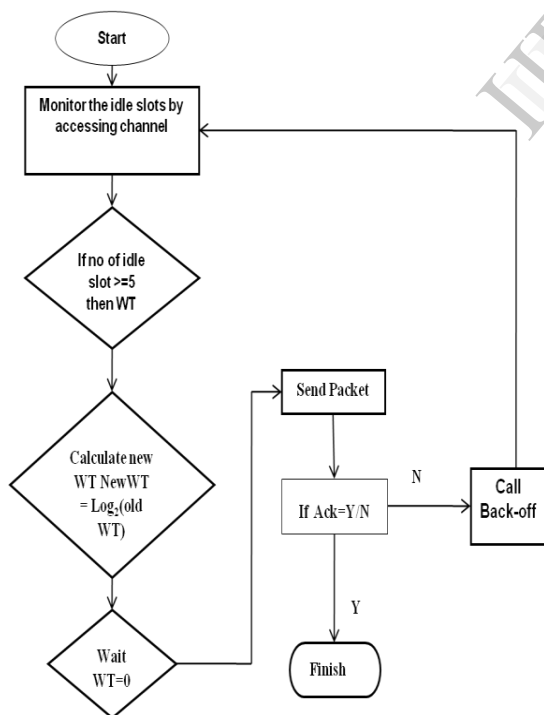 Start
Monitor the idle slots by
accessing channel
If no of idle
slot >=5
then WT
Calculate new
WT NewWT
= Log₂(old
WT)
Wait
WT=0
Send Packet
If Ack=Y/N
N
Call
Back-off
Y
Finish